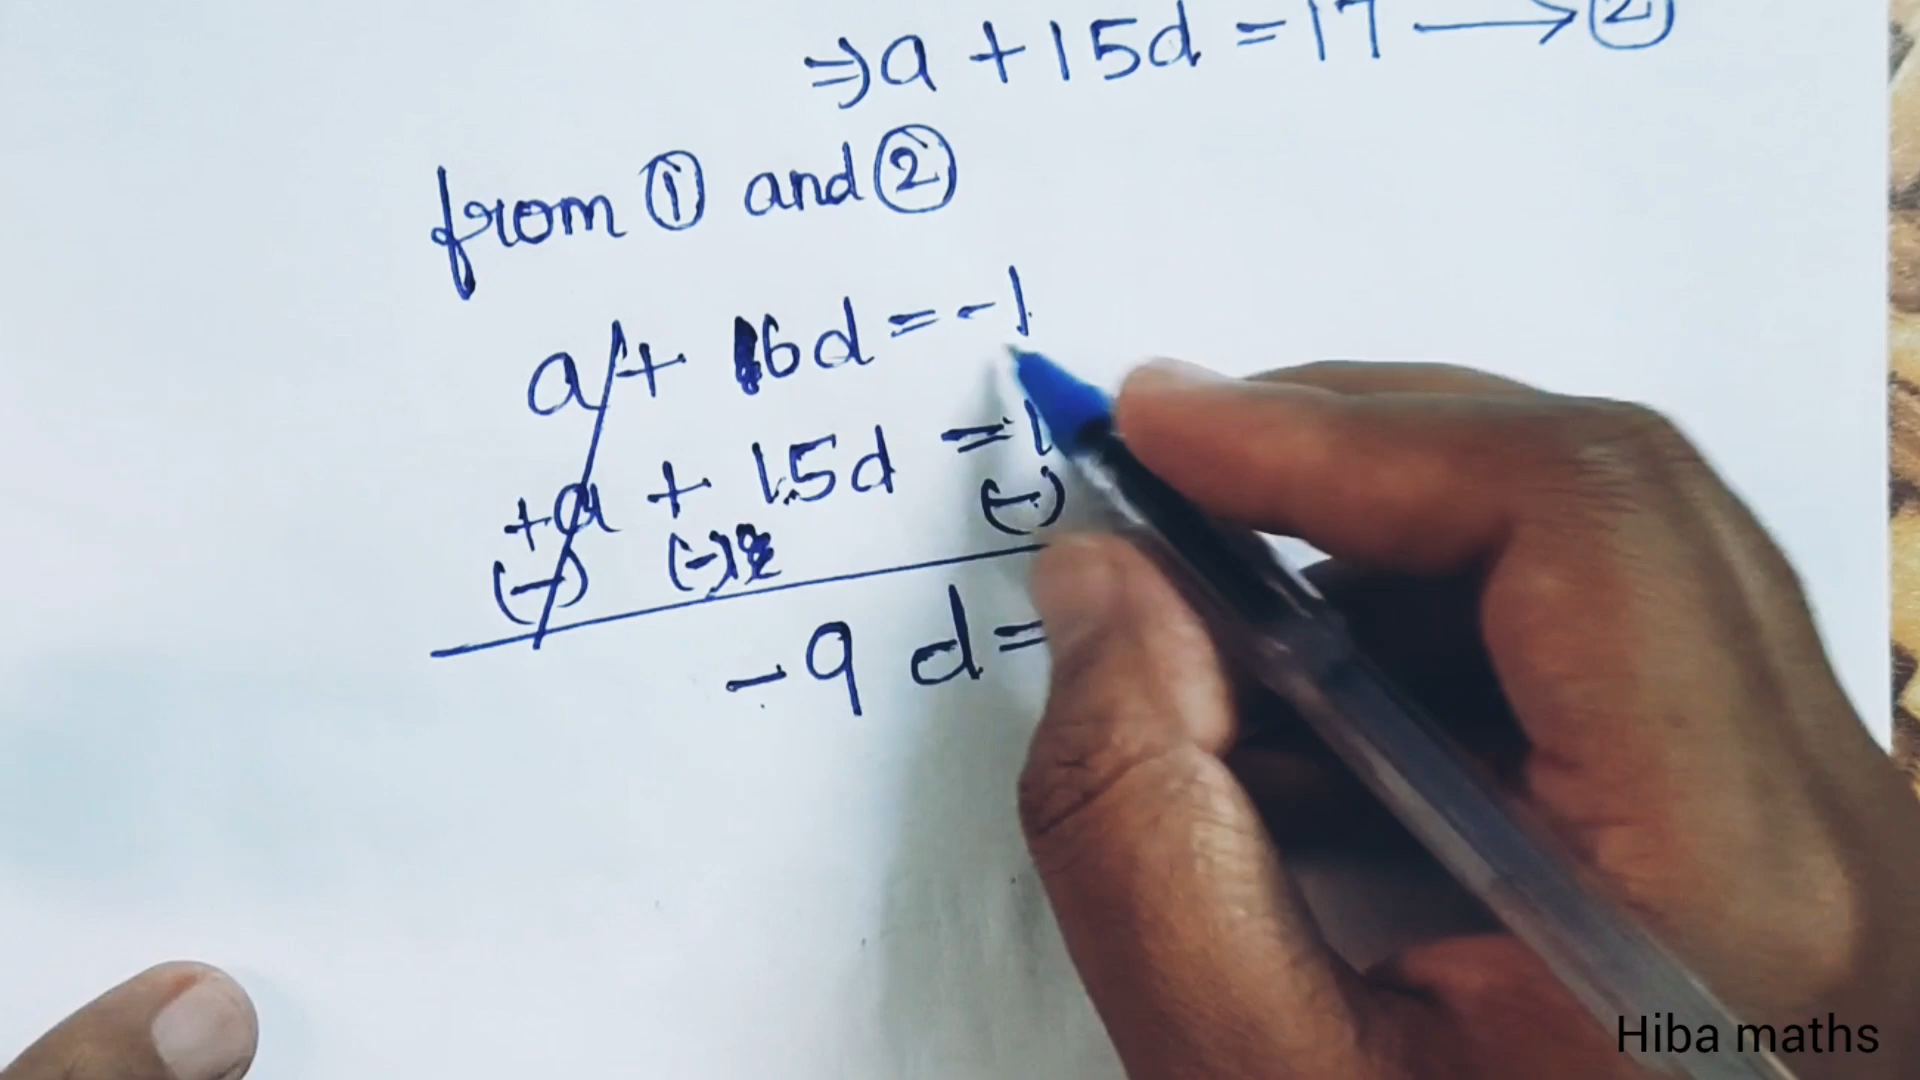 ⇒a + 15d = 17 → ②
from ① and ②
a + 6d = -1
+a + 15d = 1
(-) (-) (-)
-9 d =
Hiba maths